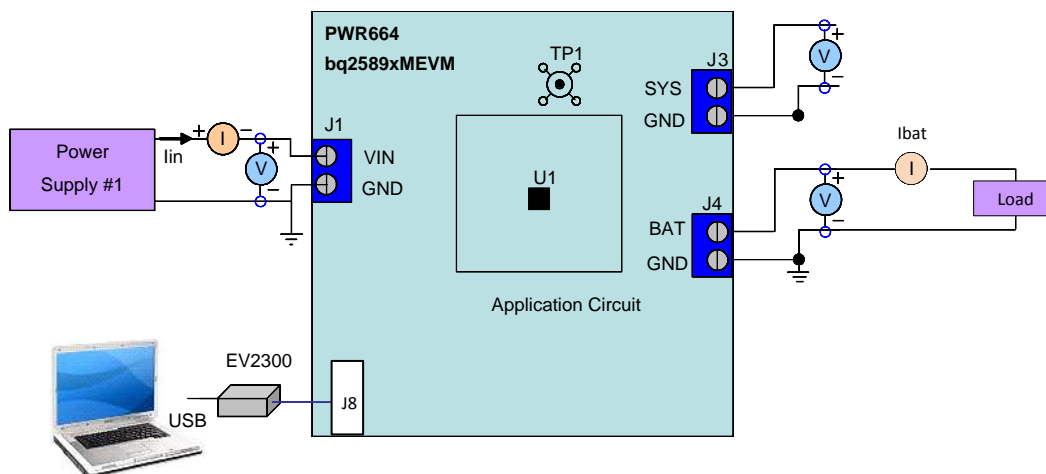 PWR664
bq2589xMEVM
TP1
J3
SYS
GND
+
V
−
Power
Supply #1
Iin
+
I
−
+
V
−
J1
VIN
GND
U1
Ibat
I
+
V
−
Load
J4
BAT
GND
Application Circuit
EV2300
USB
J8